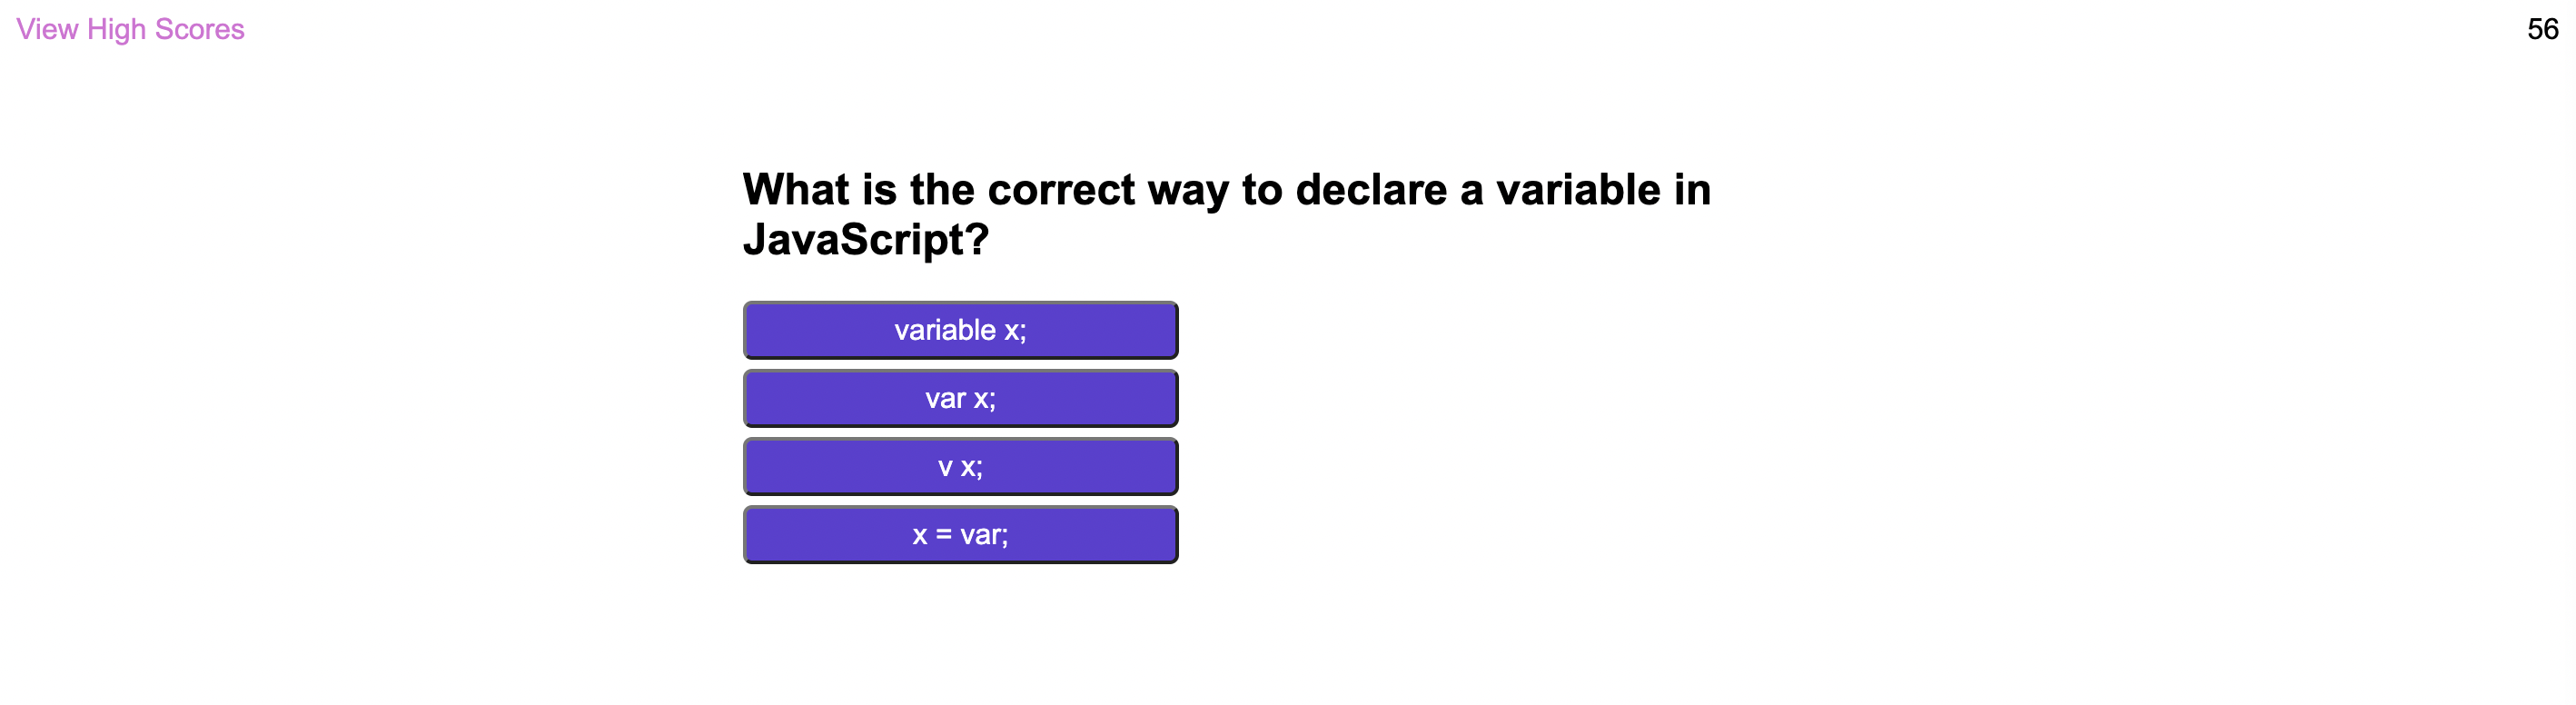 View High Scores
56
What is the correct way to declare a variable in
JavaScript?
variable x;
var x;
v x;
x = var;